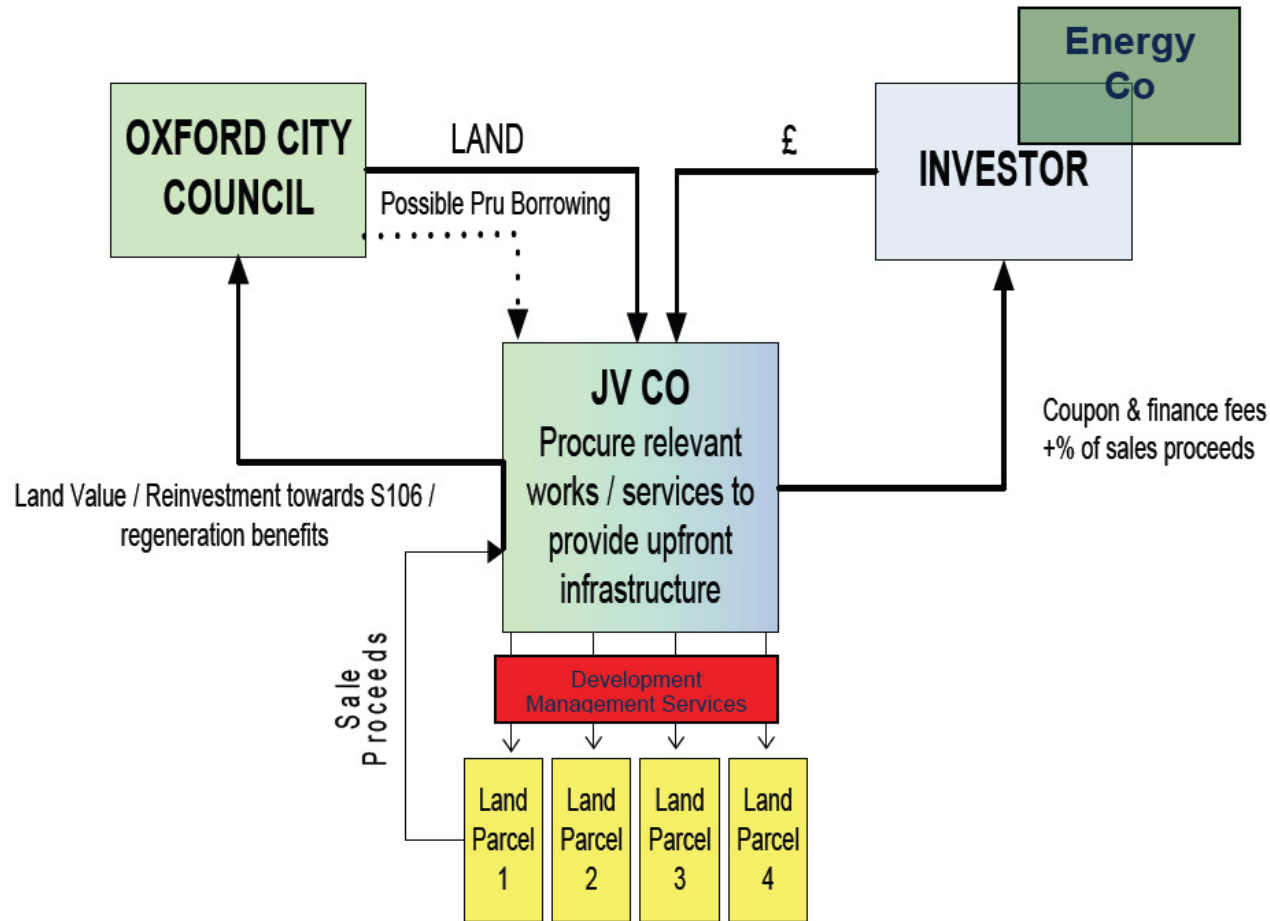 Energy
Co
OXFORD CITY
COUNCIL
LAND
£
INVESTOR
Possible Pru Borrowing
JV CO
Procure relevant
works / services to
provide upfront
infrastructure
Coupon & finance fees
+% of sales proceeds
Land Value / Reinvestment towards S106 /
regeneration benefits
Sale
Proceeds
Development
Management Services
Land
Parcel
1
Land
Parcel
2
Land
Parcel
3
Land
Parcel
4